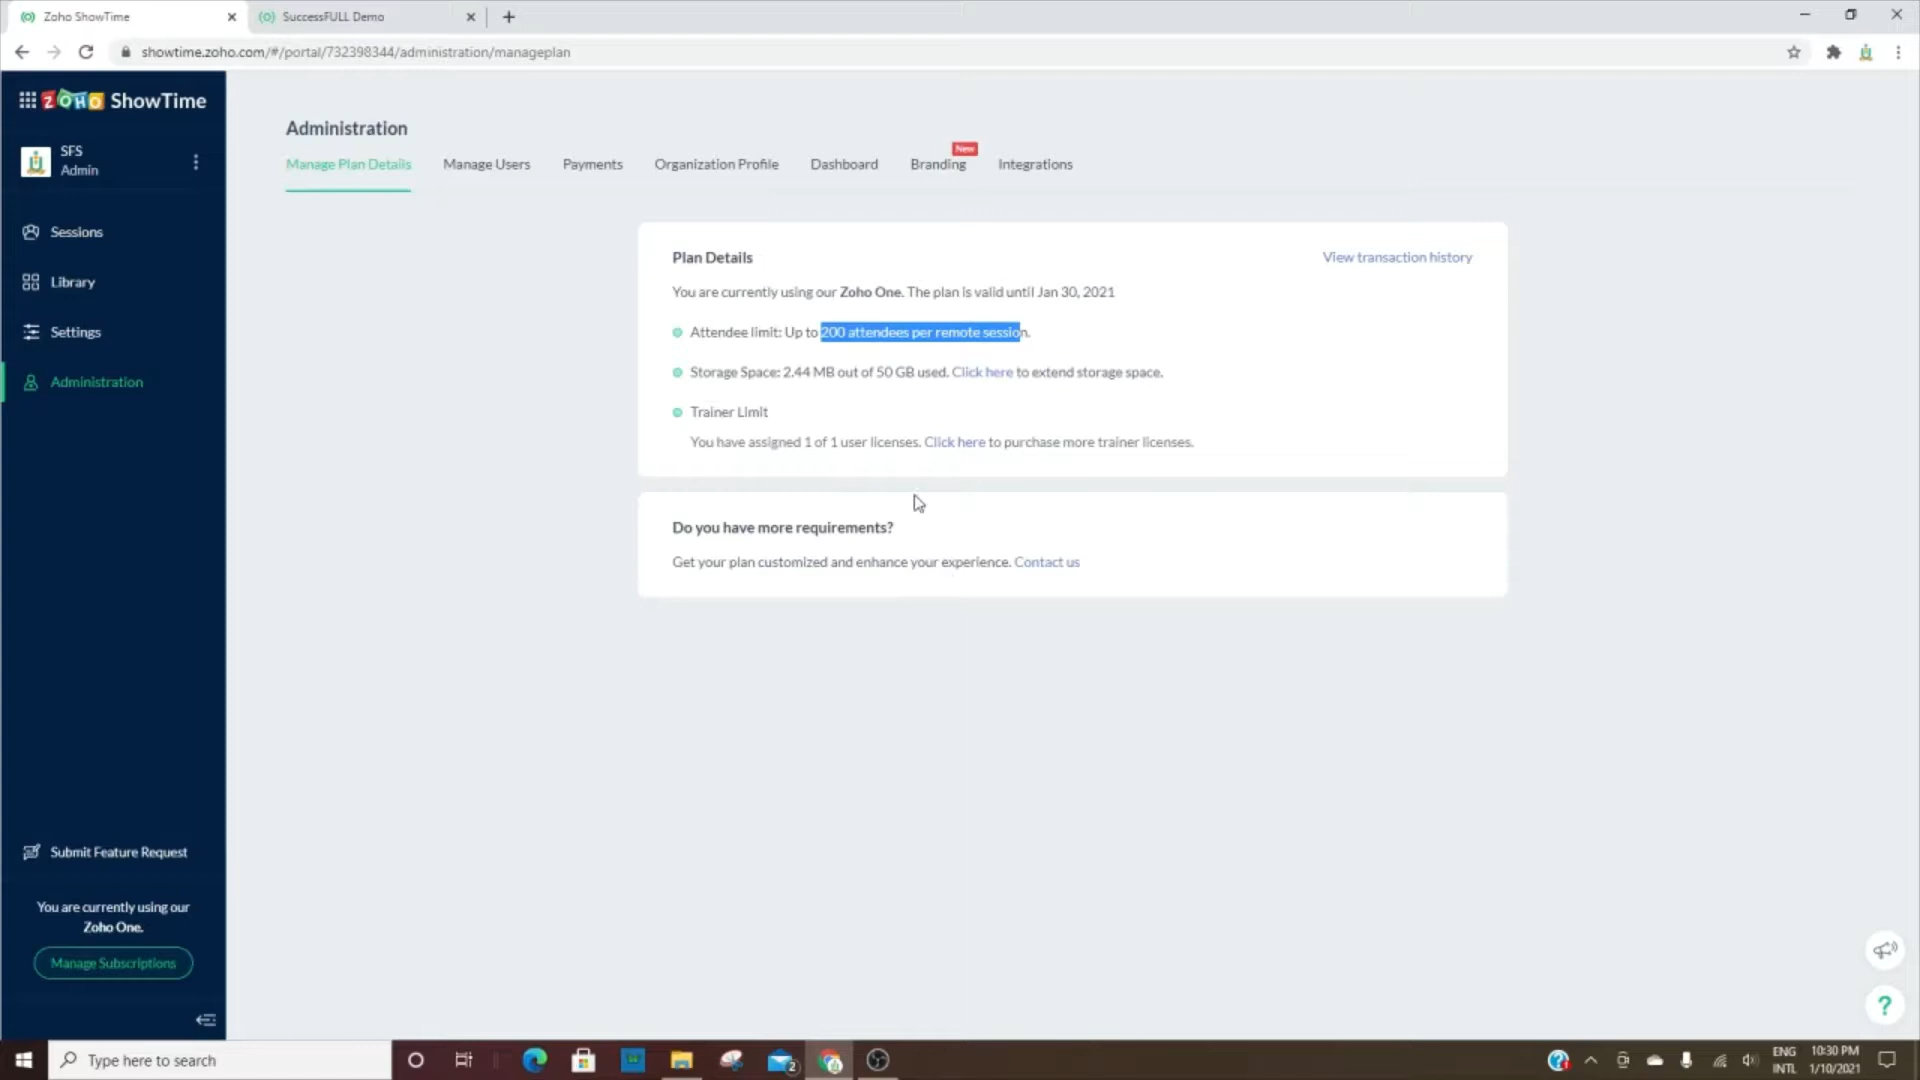 Zoho ShowTime
SuccessFULL Demo
showtime.zoho.com/#/portal/732398344/administration/manageplan
ZOHO ShowTime
SFS
Admin
Sessions
Library
Settings
Administration
Submit Feature Request
You are currently using our
Zoho One.
Manage Subscriptions
Administration
New
Manage Plan Details Manage Users Payments Organization Profile Dashboard Branding Integrations
Plan Details View transaction history
You are currently using our Zoho One. The plan is valid until Jan 30, 2021
Attendee limit: Up to 200 attendees per remote session.
Storage Space: 2.44 MB out of 50 GB used. Click here to extend storage space.
Trainer Limit
You have assigned 1 of 1 user licenses. Click here to purchase more trainer licenses.
Do you have more requirements?
Get your plan customized and enhance your experience. Contact us
?
Type here to search
2
ENG 10:30 PM
INTL 1/10/2021